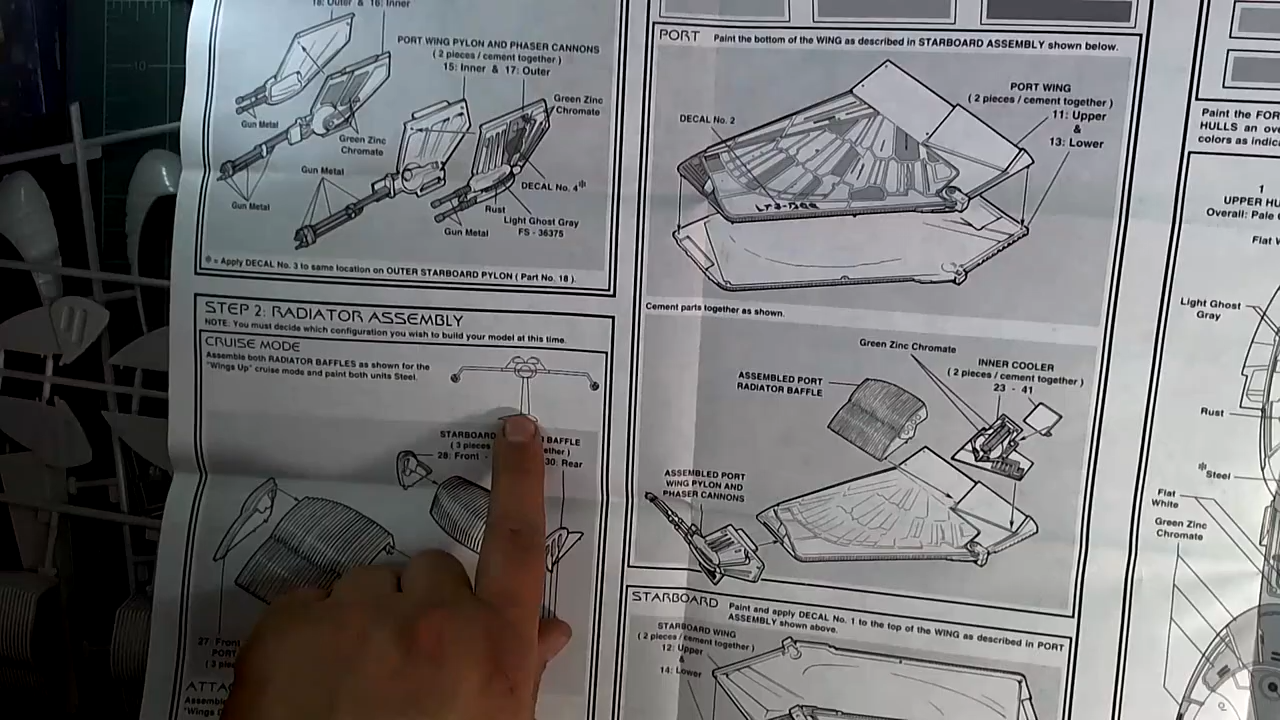 18: Outer & 16: Inner
PORT WING PYLON AND PHASER CANNONS
( 2 pieces / cement together )
15: Inner & 17: Outer
Green Zinc
Chromate
Gun Metal
Green Zinc
Chromate
Gun Metal
Gun Metal
DECAL No. 4*
Rust
Light Ghost Gray
FS - 36375
Gun Metal
* = Apply DECAL No. 3 to same location on OUTER STARBOARD PYLON ( Part No. 18 ).
STEP 2: RADIATOR ASSEMBLY
NOTE: You must decide which configuration you wish to build your model at this time.
CRUISE MODE
Assemble both RADIATOR BAFFLES as shown for the
"Wings Up" cruise mode and paint both units Steel.
STARBOARD BAFFLE
( 3 pieces
28: Front - 30: Rear
27: Front
PORT
( 3
Assemble
"Wings
PORT Paint the bottom of the WING as described in STARBOARD ASSEMBLY shown below.
PORT WING
( 2 pieces / cement together )
11: Upper
&
13: Lower
DECAL No. 2
Cement parts together as shown.
Green Zinc Chromate
INNER COOLER
( 2 pieces / cement together )
23 - 41
ASSEMBLED PORT
RADIATOR BAFFLE
ASSEMBLED PORT
WING PYLON AND
PHASER CANNONS
STARBOARD Paint and apply DECAL No. 1 to the top of the WING as described in PORT
ASSEMBLY shown above.
STARBOARD WING
( 2 pieces / cement together )
12: Upper
&
14: Lower
Paint the
HULLS an
colors as
1
UPPER
Overall: Pale
Flat
Light Ghost
Gray
Rust
*Steel
Flat
White
Green Zinc
Chromate